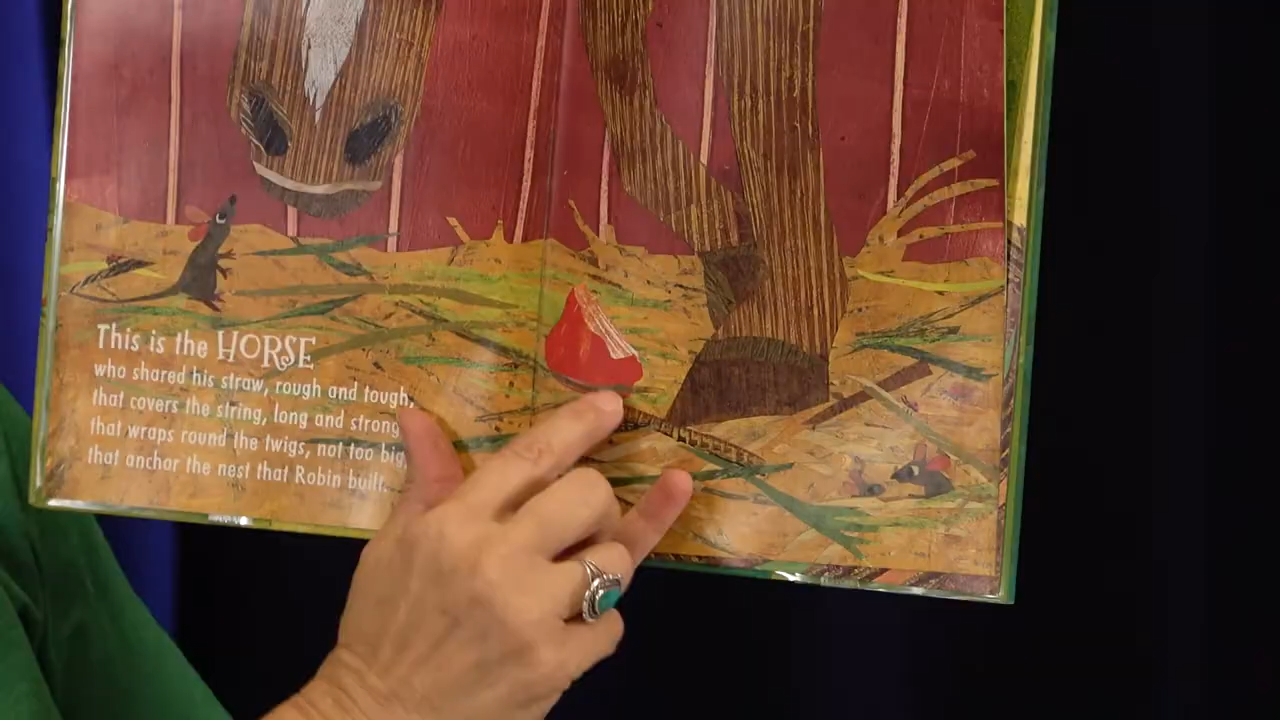 This is the HORSE
who shared his straw, rough and tough,
that covers the string, long and strong
that wraps round the twigs, not too big,
that anchor the nest that Robin built.